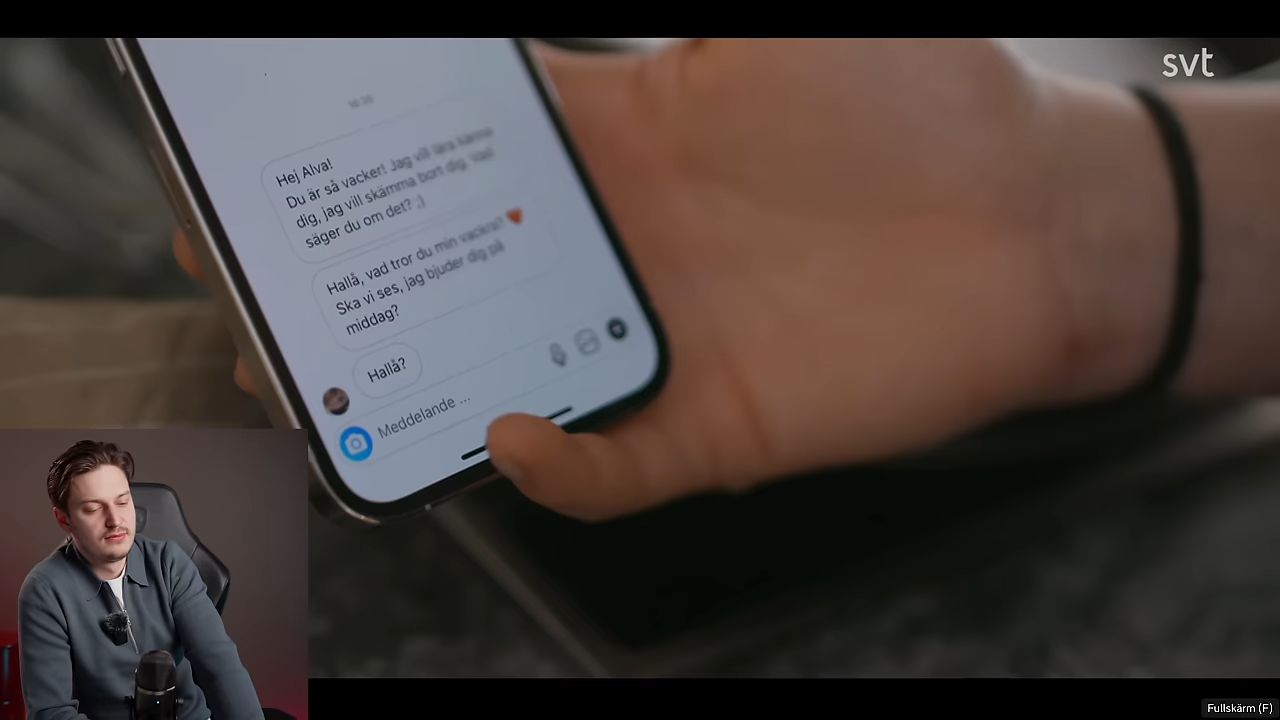 svt
Hej Alva!
Du är så vacker! Jag vill lära känna
dig, jag vill skämma bort dig. Vad
säger du om det? ;)
Hallå, vad tror du min vackra? ❤️
Ska vi ses, jag bjuder dig på
middag?
Hallå?
Meddelande ...
Fullskärm (F)